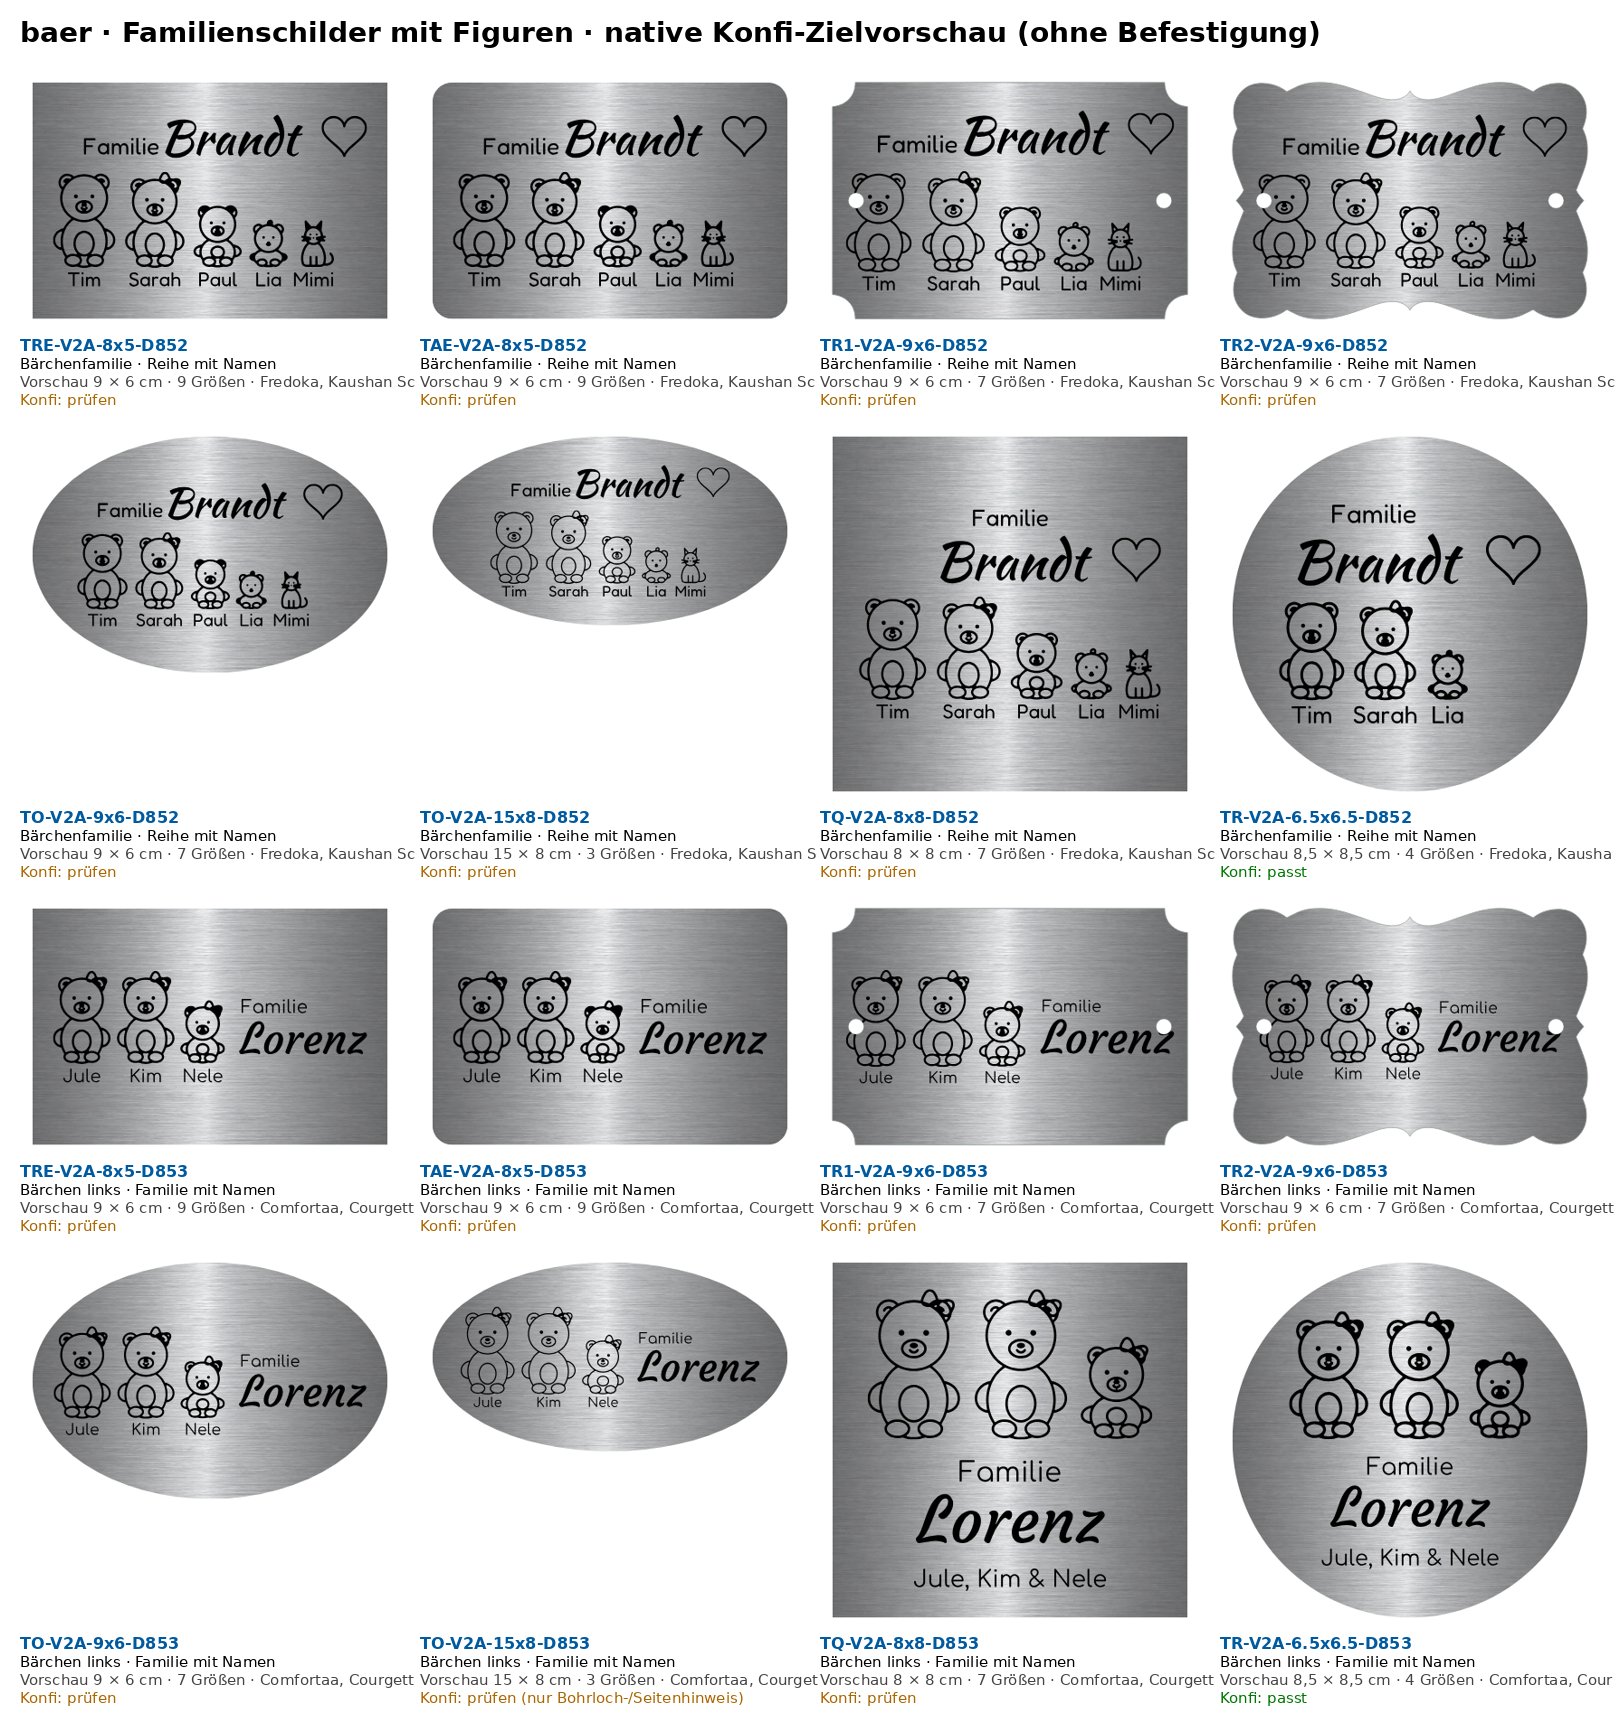 baer · Familienschilder mit Figuren · native Konfi-Zielvorschau (ohne Befestigung)
Familie Brandt
Tim Sarah Paul Lia Mimi
TRE-V2A-8x5-D852
Bärchenfamilie · Reihe mit Namen
Vorschau 9 × 6 cm · 9 Größen · Fredoka, Kaushan Sc
Konfi: prüfen
Familie Brandt
Tim Sarah Paul Lia Mimi
TAE-V2A-8x5-D852
Bärchenfamilie · Reihe mit Namen
Vorschau 9 × 6 cm · 9 Größen · Fredoka, Kaushan Sc
Konfi: prüfen
Familie Brandt
Tim Sarah Paul Lia Mimi
TR1-V2A-9x6-D852
Bärchenfamilie · Reihe mit Namen
Vorschau 9 × 6 cm · 7 Größen · Fredoka, Kaushan Sc
Konfi: prüfen
Familie Brandt
Tim Sarah Paul Lia Mimi
TR2-V2A-9x6-D852
Bärchenfamilie · Reihe mit Namen
Vorschau 9 × 6 cm · 7 Größen · Fredoka, Kaushan Sc
Konfi: prüfen
Familie Brandt
Tim Sarah Paul Lia Mimi
TO-V2A-9x6-D852
Bärchenfamilie · Reihe mit Namen
Vorschau 9 × 6 cm · 7 Größen · Fredoka, Kaushan Sc
Konfi: prüfen
Familie Brandt
Tim Sarah Paul Lia Mimi
TO-V2A-15x8-D852
Bärchenfamilie · Reihe mit Namen
Vorschau 15 × 8 cm · 3 Größen · Fredoka, Kaushan S
Konfi: prüfen
Familie
Brandt
Tim Sarah Paul Lia Mimi
TQ-V2A-8x8-D852
Bärchenfamilie · Reihe mit Namen
Vorschau 8 × 8 cm · 7 Größen · Fredoka, Kaushan Sc
Konfi: prüfen
Familie
Brandt
Tim Sarah Lia
TR-V2A-6.5x6.5-D852
Bärchenfamilie · Reihe mit Namen
Vorschau 8,5 × 8,5 cm · 4 Größen · Fredoka, Kausha
Konfi: passt
Familie
Lorenz
Jule Kim Nele
TRE-V2A-8x5-D853
Bärchen links · Familie mit Namen
Vorschau 9 × 6 cm · 9 Größen · Comfortaa, Courgett
Konfi: prüfen
Familie
Lorenz
Jule Kim Nele
TAE-V2A-8x5-D853
Bärchen links · Familie mit Namen
Vorschau 9 × 6 cm · 9 Größen · Comfortaa, Courgett
Konfi: prüfen
Familie
Lorenz
Jule Kim Nele
TR1-V2A-9x6-D853
Bärchen links · Familie mit Namen
Vorschau 9 × 6 cm · 7 Größen · Comfortaa, Courgett
Konfi: prüfen
Familie
Lorenz
Jule Kim Nele
TR2-V2A-9x6-D853
Bärchen links · Familie mit Namen
Vorschau 9 × 6 cm · 7 Größen · Comfortaa, Courgett
Konfi: prüfen
Familie
Lorenz
Jule Kim Nele
TO-V2A-9x6-D853
Bärchen links · Familie mit Namen
Vorschau 9 × 6 cm · 7 Größen · Comfortaa, Courgett
Konfi: prüfen
Familie
Lorenz
Jule Kim Nele
TO-V2A-15x8-D853
Bärchen links · Familie mit Namen
Vorschau 15 × 8 cm · 3 Größen · Comfortaa, Courget
Konfi: prüfen (nur Bohrloch-/Seitenhinweis)
Familie
Lorenz
Jule, Kim & Nele
TQ-V2A-8x8-D853
Bärchen links · Familie mit Namen
Vorschau 8 × 8 cm · 7 Größen · Comfortaa, Courgett
Konfi: prüfen
Familie
Lorenz
Jule, Kim & Nele
TR-V2A-6.5x6.5-D853
Bärchen links · Familie mit Namen
Vorschau 8,5 × 8,5 cm · 4 Größen · Comfortaa, Cour
Konfi: passt